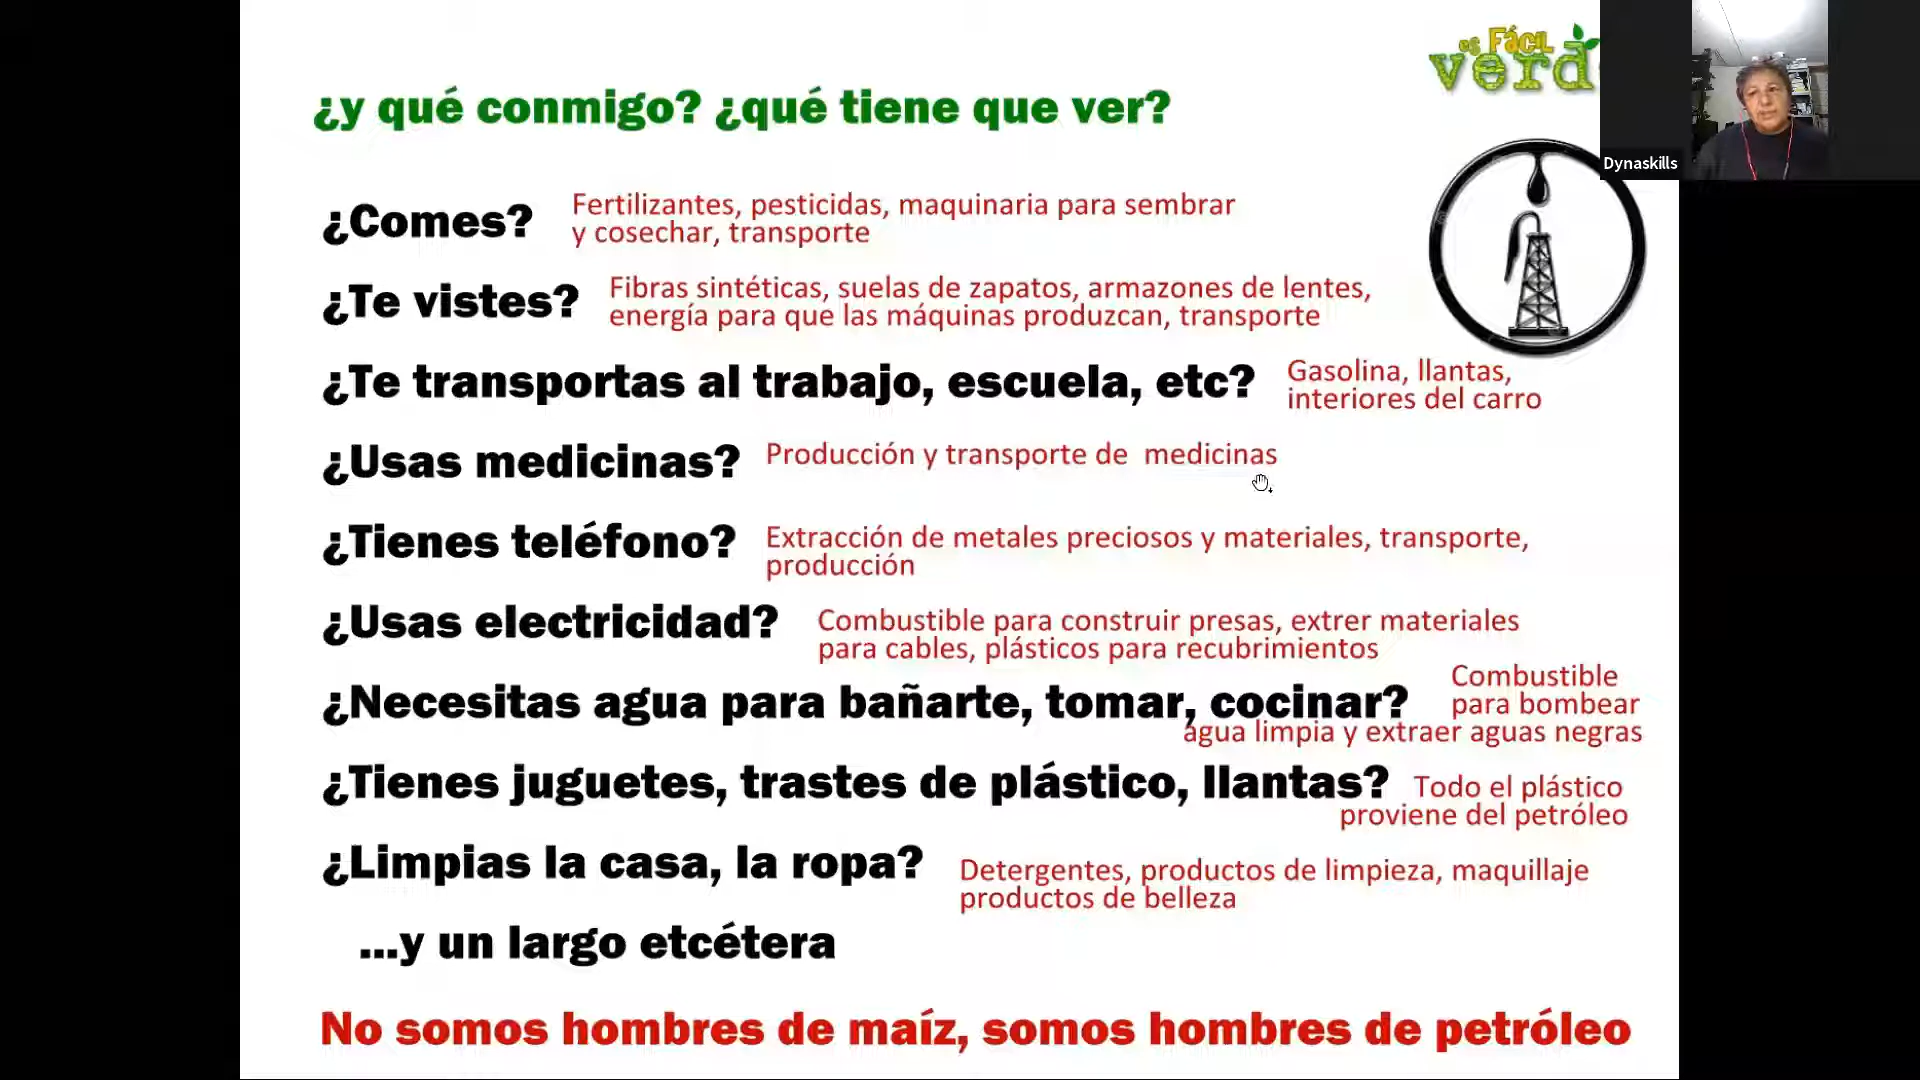 es Fácil
verd
Dynaskills
¿y qué conmigo? ¿qué tiene que ver?
¿Comes?
Fertilizantes, pesticidas, maquinaria para sembrar
y cosechar, transporte
¿Te vistes?
Fibras sintéticas, suelas de zapatos, armazones de lentes,
energía para que las máquinas produzcan, transporte
¿Te transportas al trabajo, escuela, etc?
Gasolina, llantas,
interiores del carro
¿Usas medicinas?
Producción y transporte de medicinas
¿Tienes teléfono?
Extracción de metales preciosos y materiales, transporte,
producción
¿Usas electricidad?
Combustible para construir presas, extrer materiales
para cables, plásticos para recubrimientos
¿Necesitas agua para bañarte, tomar, cocinar?
Combustible
para bombear
agua limpia y extraer aguas negras
¿Tienes juguetes, trastes de plástico, llantas?
Todo el plástico
proviene del petróleo
¿Limpias la casa, la ropa?
Detergentes, productos de limpieza, maquillaje
productos de belleza
...y un largo etcétera
No somos hombres de maíz, somos hombres de petróleo